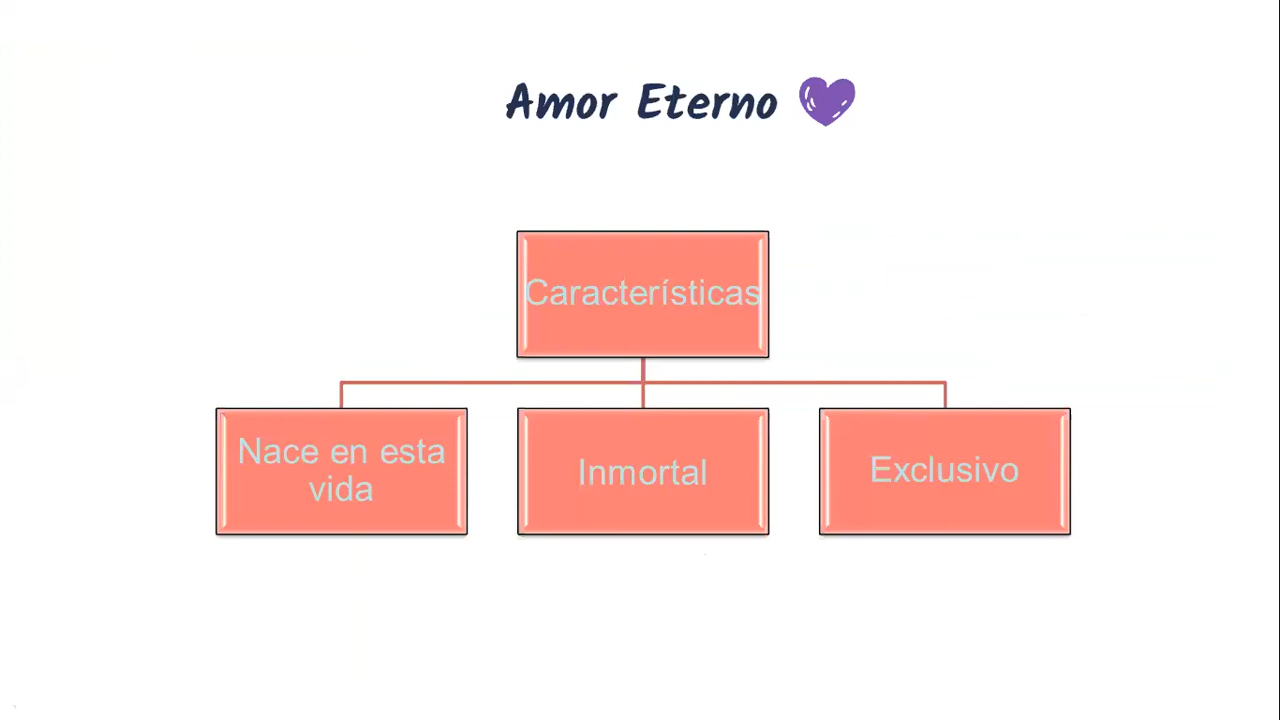 Amor Eterno
Características
Nace en esta
vida
Inmortal
Exclusivo